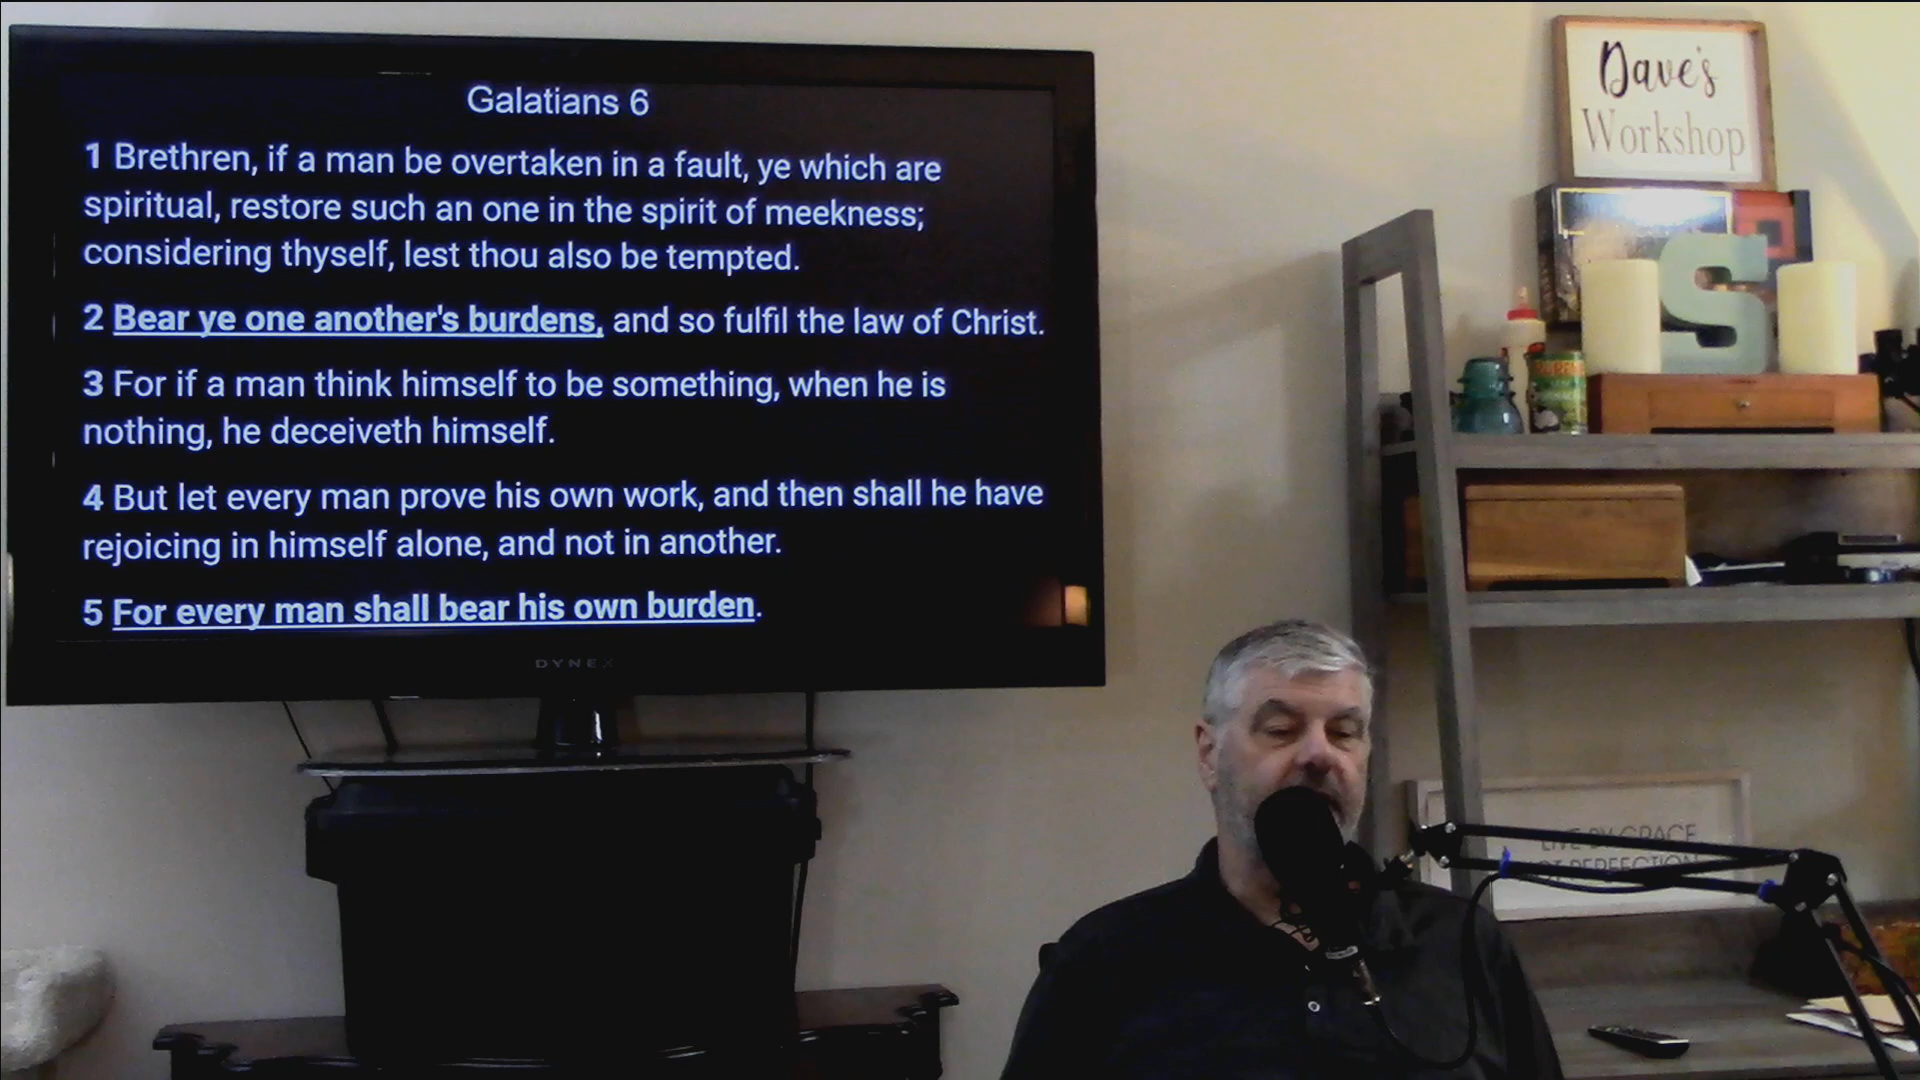 Galatians 6
1 Brethren, if a man be overtaken in a fault, ye which are
spiritual, restore such an one in the spirit of meekness;
considering thyself, lest thou also be tempted.
2 Bear ye one another's burdens, and so fulfil the law of Christ.
3 For if a man think himself to be something, when he is
nothing, he deceiveth himself.
4 But let every man prove his own work, and then shall he have
rejoicing in himself alone, and not in another.
5 For every man shall bear his own burden.
DYNEX
Dave's
Workshop
S
LIVE BY GRACE
PERFECTION